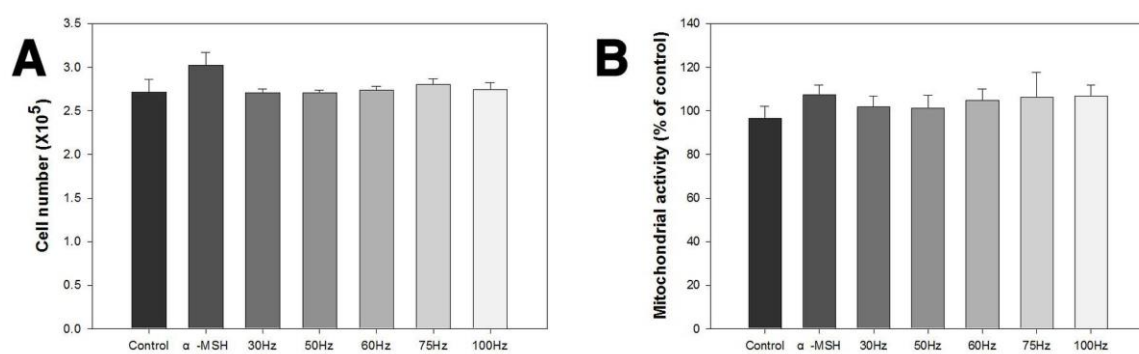 A
Cell number (X10⁵)
3.5
3.0
2.5
2.0
1.5
1.0
0.5
0.0
Control α -MSH 30Hz 50Hz 60Hz 75Hz 100Hz
B
Mitochondrial activity (% of control)
140
120
100
80
60
40
20
0
Control α -MSH 30Hz 50Hz 60Hz 75Hz 100Hz